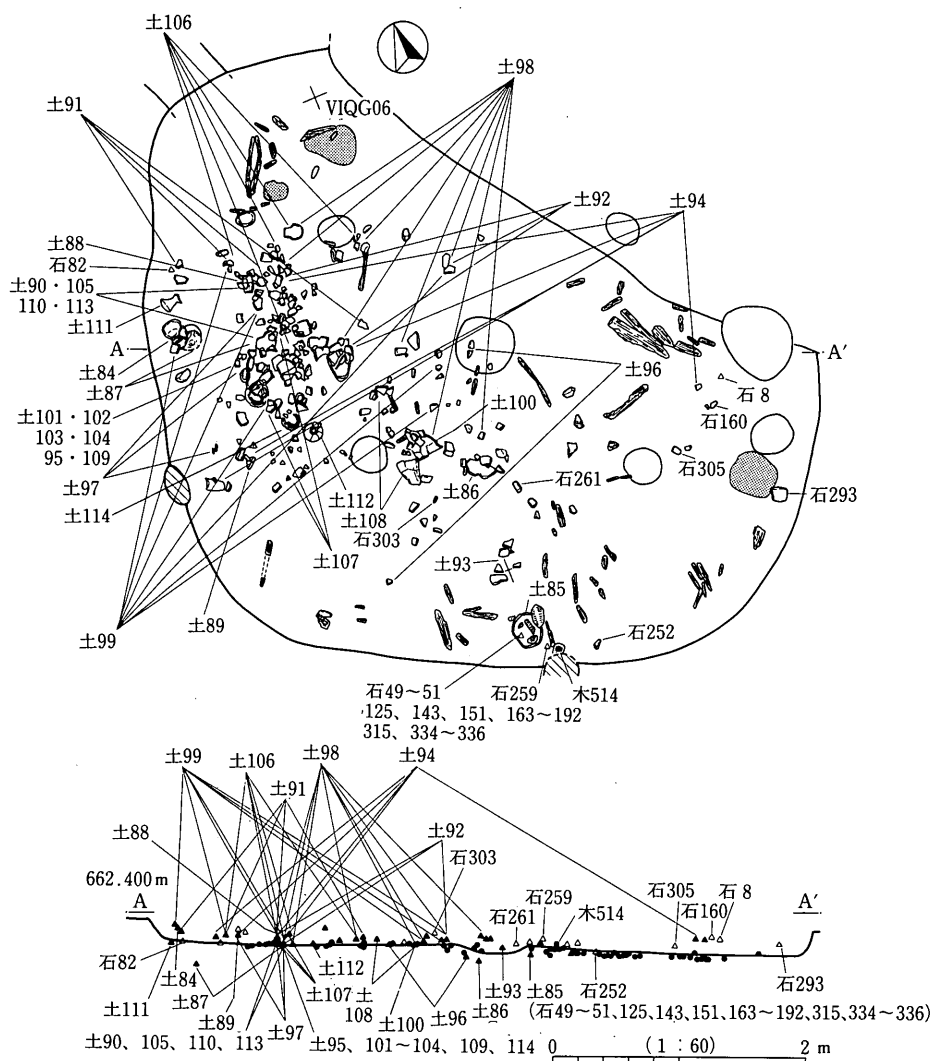 土106
土98
土91
VIQG06
土92
土94
土88
石82
土90・105
110・113
土111
A
A′
土84
土87
土96
石8
土101・102
103・104
95・109
土100
石160
土97
土86
石261
石305
石293
土114
土112
土108
石303
土107
土93
土85
土99
土89
石252
石49～51
125、143、151、163～192
315、334～336
石259
木514
土99
土106
土98
土94
土91
土88
土92
石303
662.400m
A
石261
石259
木514
石305
石160
石8
A′
石82
土84
土111
土87
土89
土97
土112
土107
土
108
土100
土96
土86
土93
土85
石252
石293
(石49～51,125、143、151、163～192,315、334～336)
土90、105、110、113
土95、101～104、109、114
0
(1:60)
2m